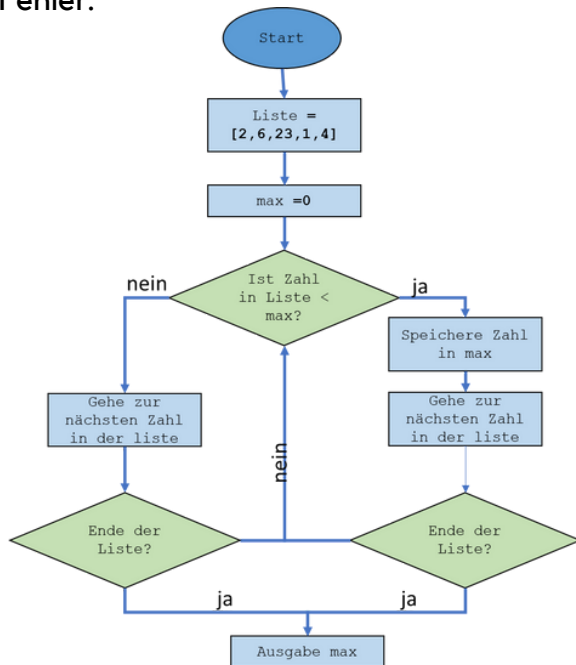 Fehler.
Start
Liste =
[2,6,23,1,4]
max =0
Ist Zahl
in Liste <
max?
nein
ja
Speichere Zahl
in max
Gehe zur
nächsten Zahl
in der liste
Gehe zur
nächsten Zahl
in der liste
nein
Ende der
Liste?
Ende der
Liste?
ja
ja
Ausgabe max